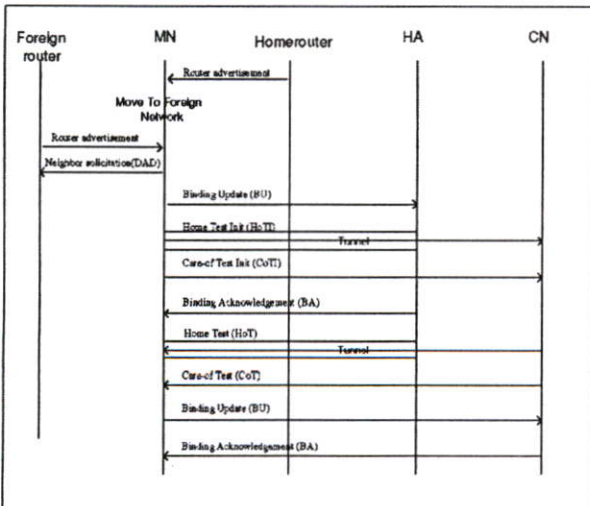 Foreign router
MN
Homerouter
HA
CN
Router advertisement
Move To Foreign
Network
Router advertisement
Neighbor solicitation(DAD)
Binding Update (BU)
Home Test Init (HoTI)
Tunnel
Care-of Test Init (CoTI)
Binding Acknowledgement (BA)
Home Test (HoT)
Tunnel
Care-of Test (CoT)
Binding Update (BU)
Binding Acknowledgement (BA)